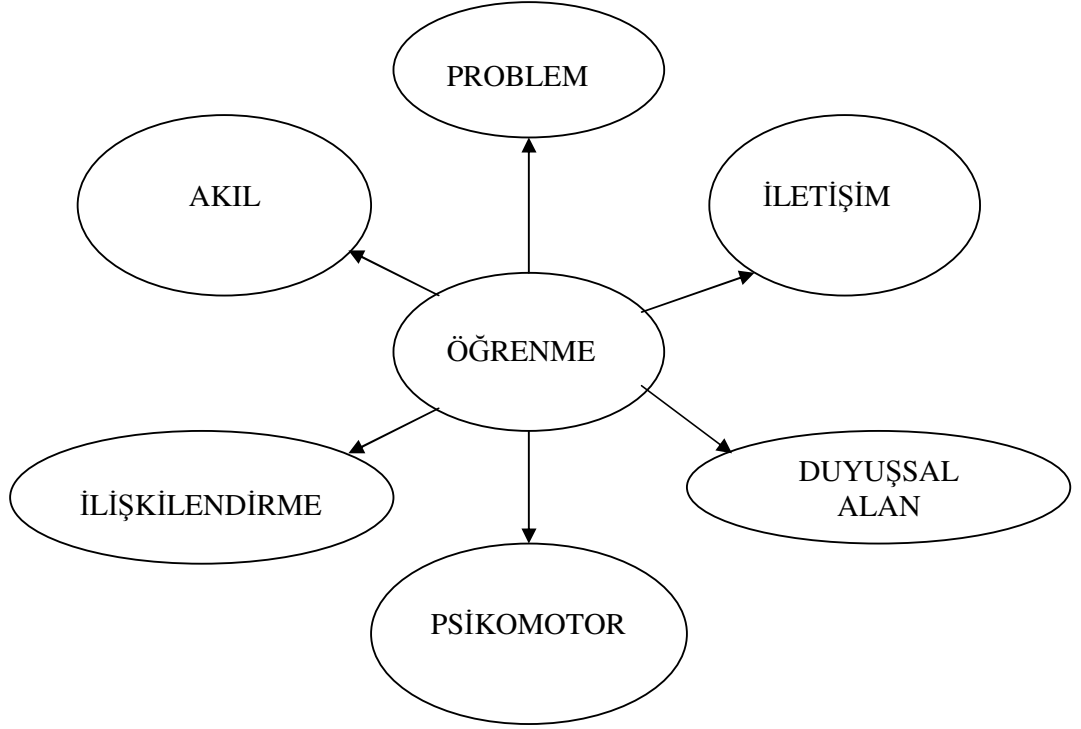 PROBLEM
AKIL
İLETİŞİM
ÖĞRENME
İLİŞKİLENDİRME
DUYUŞSAL
ALAN
PSİKOMOTOR